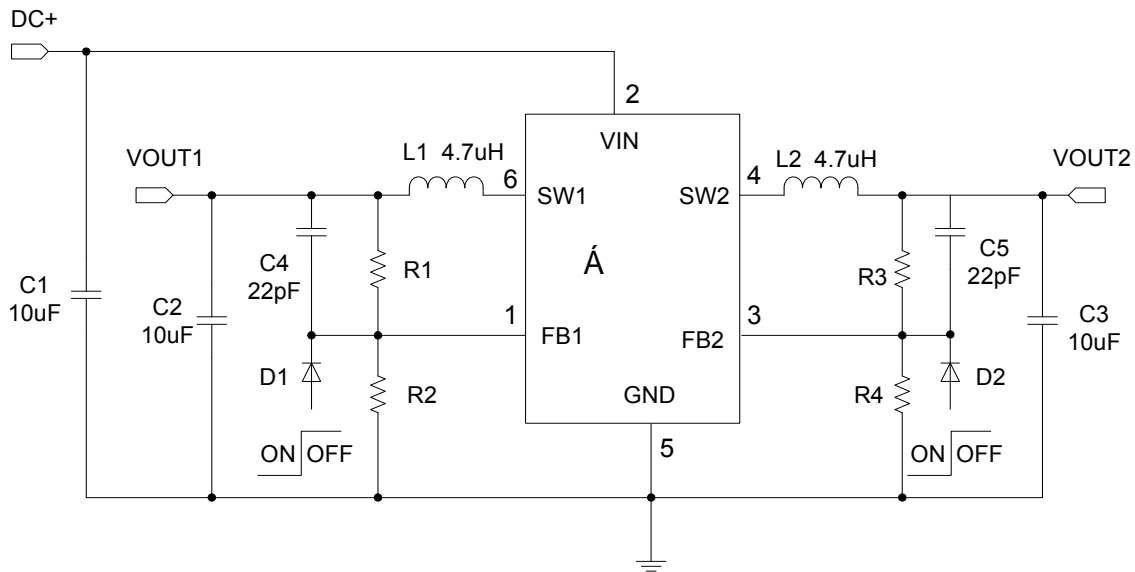 DC+
2
VIN
VOUT1
L1 4.7uH
6
SW1
SW2
4
L2 4.7uH
VOUT2
Á
C4
22pF
R1
R3
C5
22pF
C1
10uF
C2
10uF
1
FB1
FB2
3
C3
10uF
D1
R2
GND
R4
D2
ON OFF
5
ON OFF